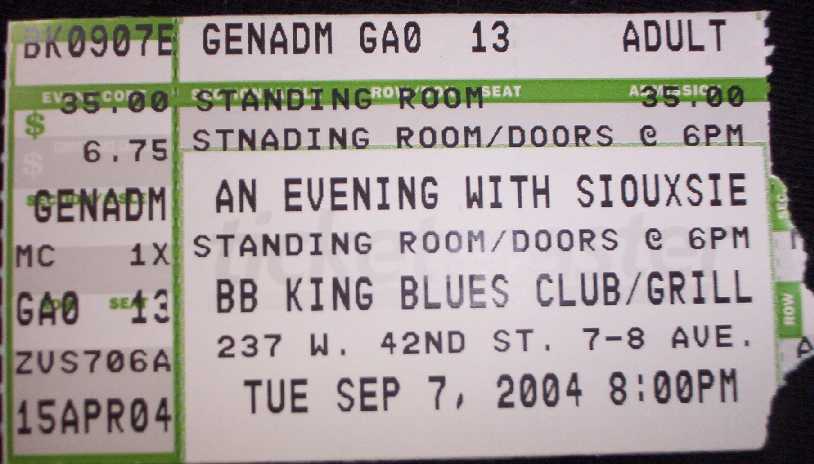 BK0907E GENADM GA0 13 ADULT
35.00 STANDING ROOM 35.00
SEAT
$
6.75 STNADING ROOM/DOORS @ 6PM
GENADM AN EVENING WITH SIOUXSIE
MC 1X STANDING ROOM/DOORS @ 6PM
GA0 13 BB KING BLUES CLUB/GRILL
ROW
ZVS706A 237 W. 42ND ST. 7-8 AVE.
15APR04 TUE SEP 7, 2004 8:00PM